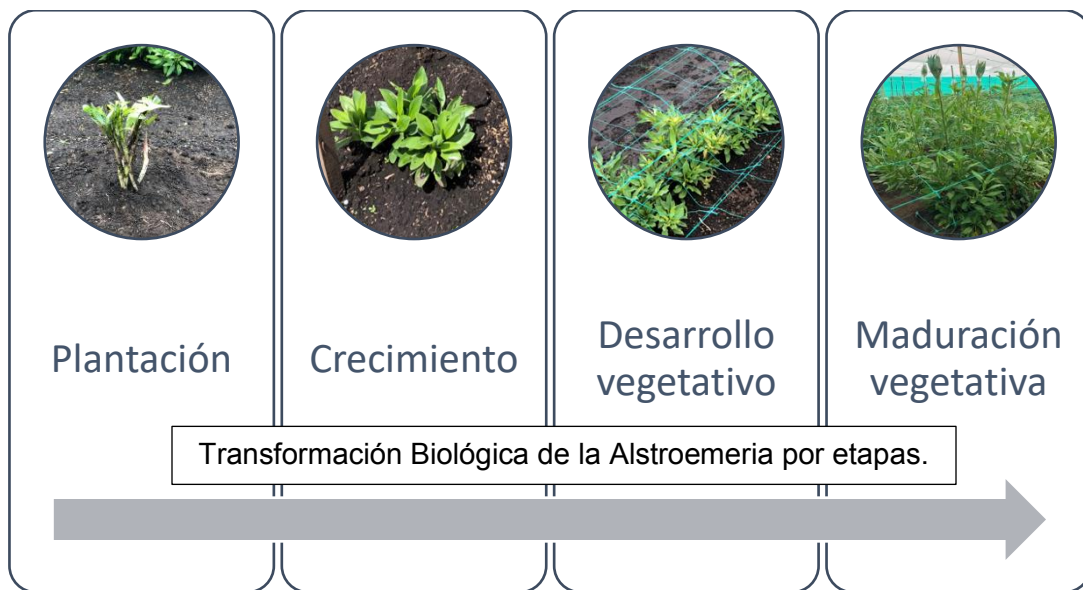 Plantación
Crecimiento
Desarrollo
vegetativo
Maduración
vegetativa
Transformación Biológica de la Alstroemeria por etapas.